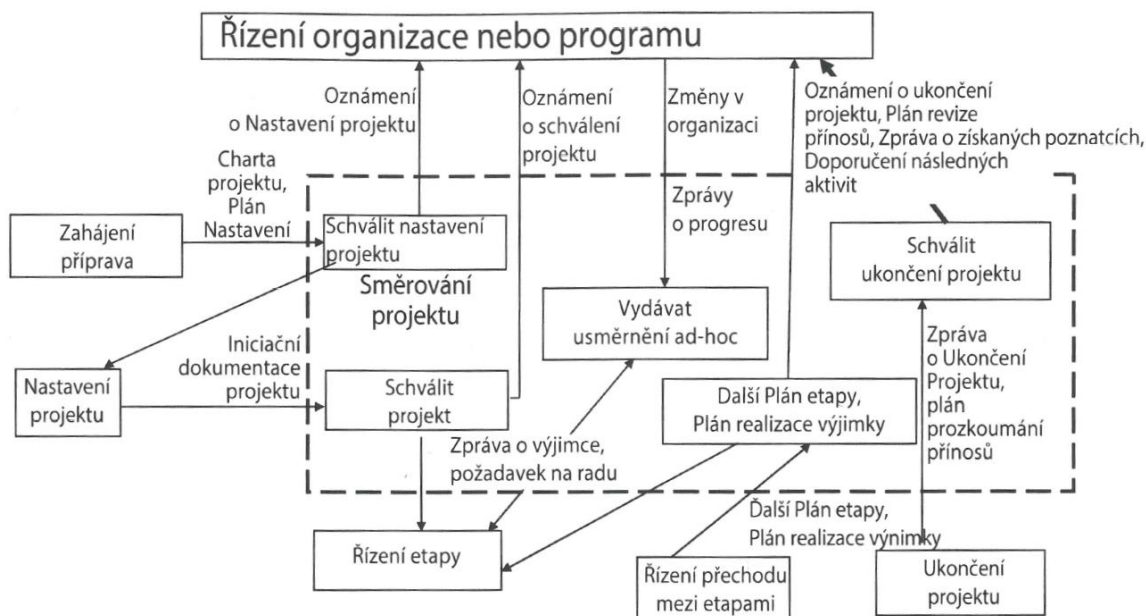 Řízení organizace nebo programu
Oznámení
o Nastavení projektu
Oznámení
o schválení
projektu
Změny v
organizaci
Oznámení o ukončení
projektu, Plán revize
přínosů, Zpráva o získaných poznatcích,
Doporučení následných
aktivit
Charta
projektu,
Plán
Nastavení
Zprávy
o progresu
Zahájení
příprava
Schválit nastavení
projektu
Schválit
ukončení projektu
Směrování
projektu
Vydávat
usměrnění ad-hoc
Iniciační
dokumentace
projektu
Zpráva
o Ukončení
Projektu,
plán
prozkoumání
přínosů
Nastavení
projektu
Schválit
projekt
Další Plán etapy,
Plán realizace výjimky
Zpráva o výjimce,
požadavek na radu
Ďalší Plán etapy,
Plán realizace výnimky
Řízení etapy
Řízení přechodu
mezi etapami
Ukončení
projektu